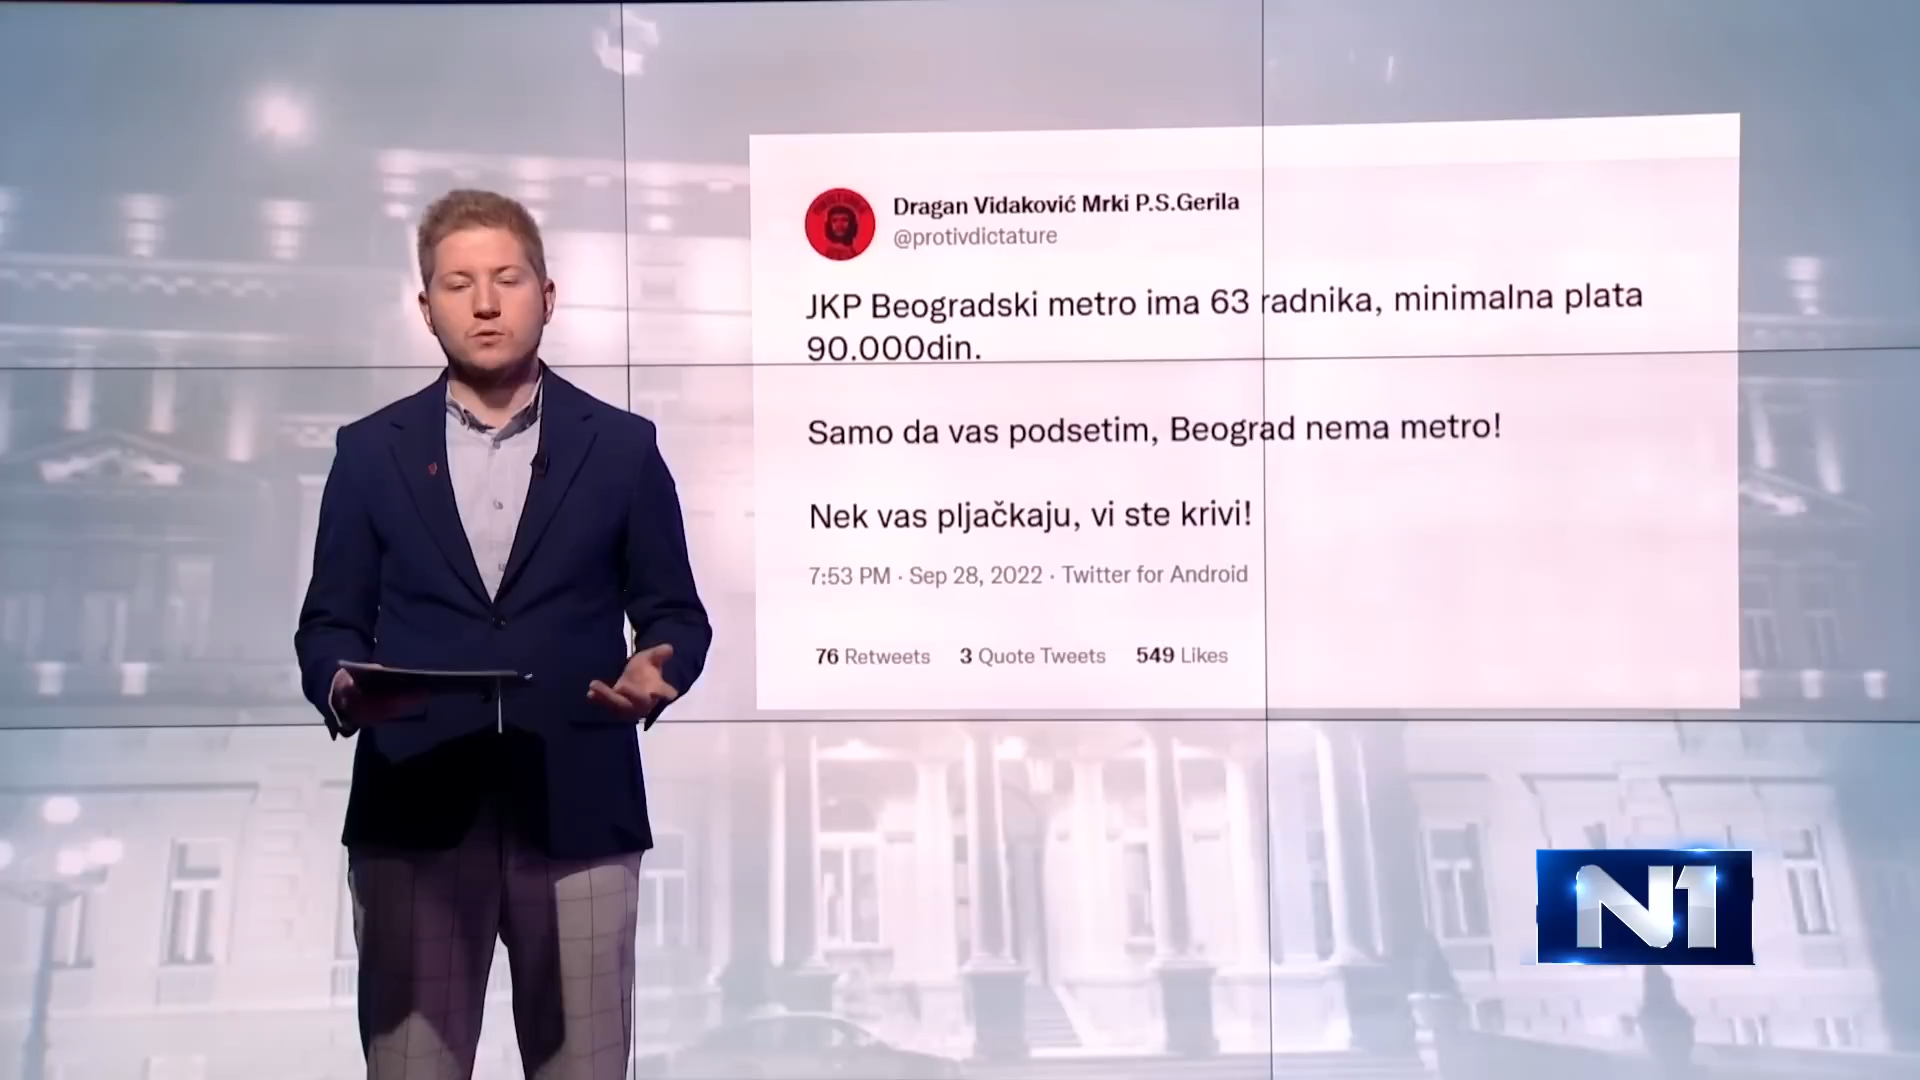 Dragan Vidaković Mrki P.S.Gerila
@protivdictature
JKP Beogradski metro ima 63 radnika, minimalna plata
90.000din.
Samo da vas podsetim, Beograd nema metro!
Nek vas pljačkaju, vi ste krivi!
7:53 PM · Sep 28, 2022 · Twitter for Android
76 Retweets 3 Quote Tweets 549 Likes
N1